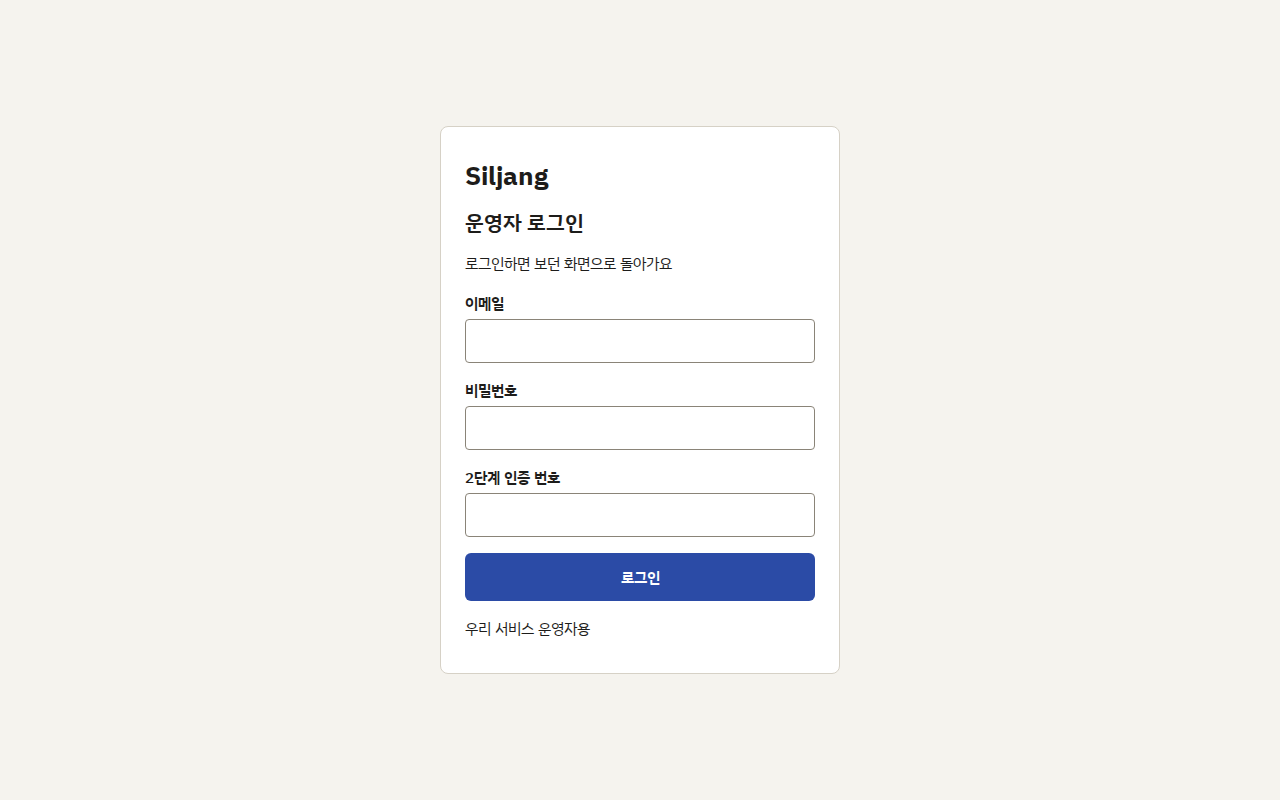 Siljang
운영자 로그인
로그인하면 보던 화면으로 돌아가요
이메일
비밀번호
2단계 인증 번호
로그인
우리 서비스 운영자용